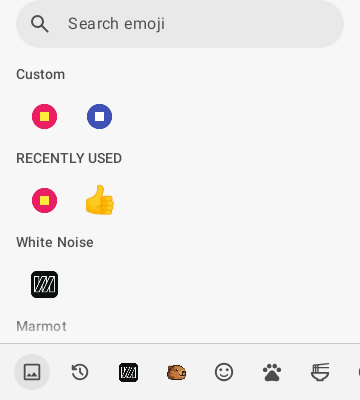 Search emoji
Custom
RECENTLY USED
White Noise
Marmot